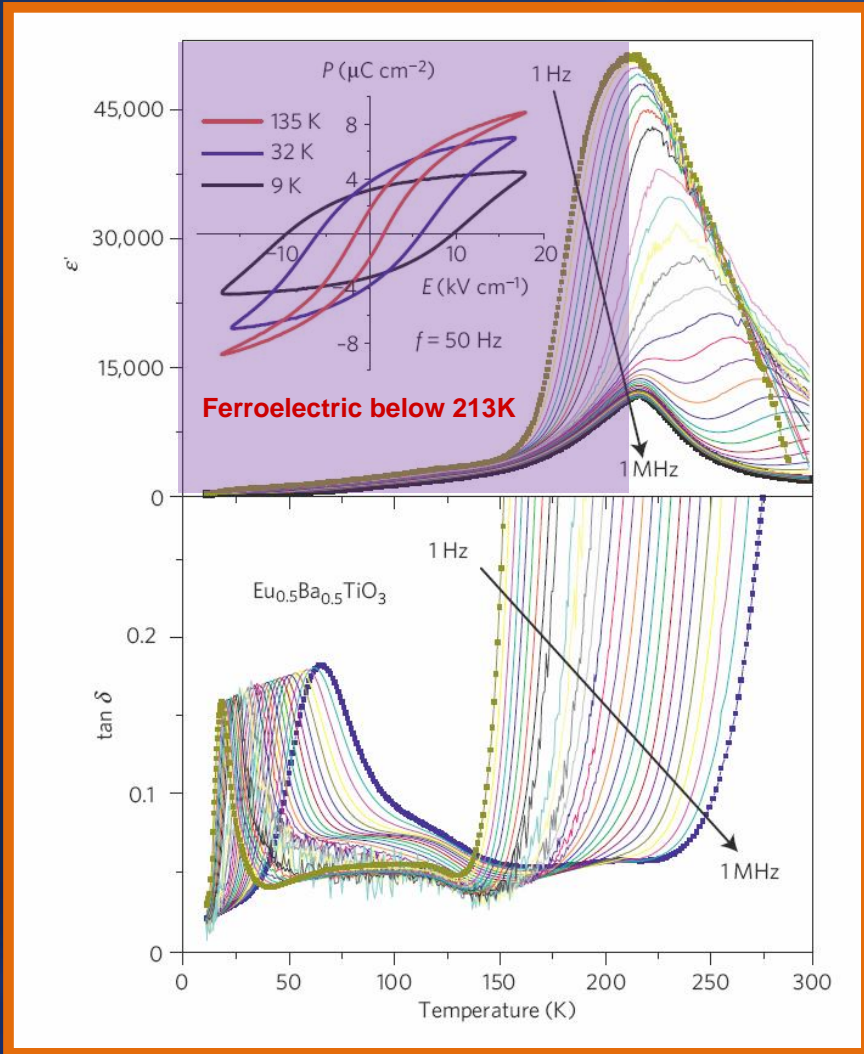 P (μC cm⁻²)
1 Hz
45,000
135 K
8
32 K
9 K
4
30,000
−10
10
20
ε'
−4
E (kV cm⁻¹)
−8
f = 50 Hz
15,000
Ferroelectric below 213K
1 MHz
0
1 Hz
Eu₀.₅Ba₀.₅TiO₃
0.2
tan δ
0.1
1 MHz
0
0 50 100 150 200 250 300
Temperature (K)